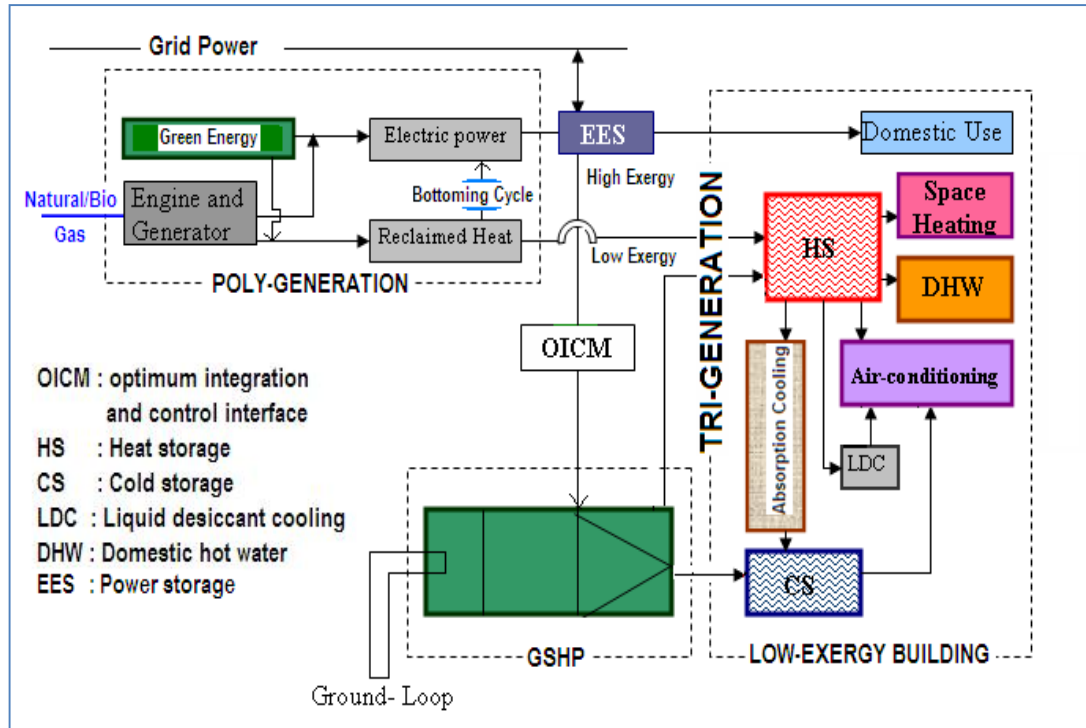 Grid Power
Green Energy
Electric power
EES
Domestic Use
High Exergy
Natural/Bio
Gas
Engine and
Generator
Bottoming Cycle
Reclaimed Heat
Low Exergy
POLY-GENERATION
TRI-GENERATION
HS
Space
Heating
DHW
OICM
Absorption Cooling
Air-conditioning
LDC
OICM : optimum integration
and control interface
HS : Heat storage
CS : Cold storage
LDC : Liquid desiccant cooling
DHW : Domestic hot water
EES : Power storage
CS
GSHP
LOW-EXERGY BUILDING
Ground- Loop